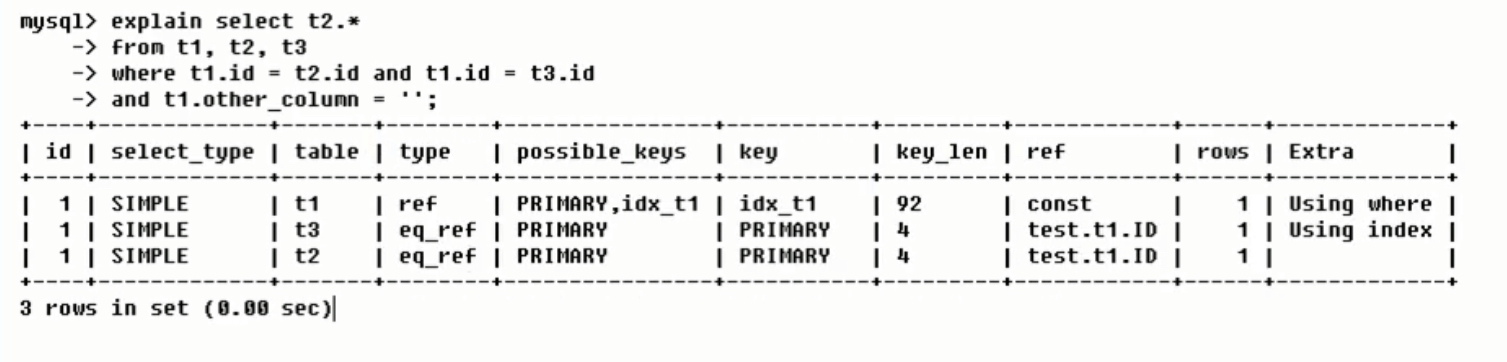 mysql> explain select t2.*
    -> from t1, t2, t3
    -> where t1.id = t2.id and t1.id = t3.id
    -> and t1.other_column = '';
+----+-------------+-------+--------+----------------+---------+---------+------------+------+-------------+
| id | select_type | table | type   | possible_keys  | key     | key_len | ref        | rows | Extra       |
+----+-------------+-------+--------+----------------+---------+---------+------------+------+-------------+
|  1 | SIMPLE      | t1    | ref    | PRIMARY,idx_t1 | idx_t1  | 92      | const      |    1 | Using where |
|  1 | SIMPLE      | t3    | eq_ref | PRIMARY        | PRIMARY | 4       | test.t1.ID |    1 | Using index |
|  1 | SIMPLE      | t2    | eq_ref | PRIMARY        | PRIMARY | 4       | test.t1.ID |    1 |             |
+----+-------------+-------+--------+----------------+---------+---------+------------+------+-------------+
3 rows in set (0.00 sec)